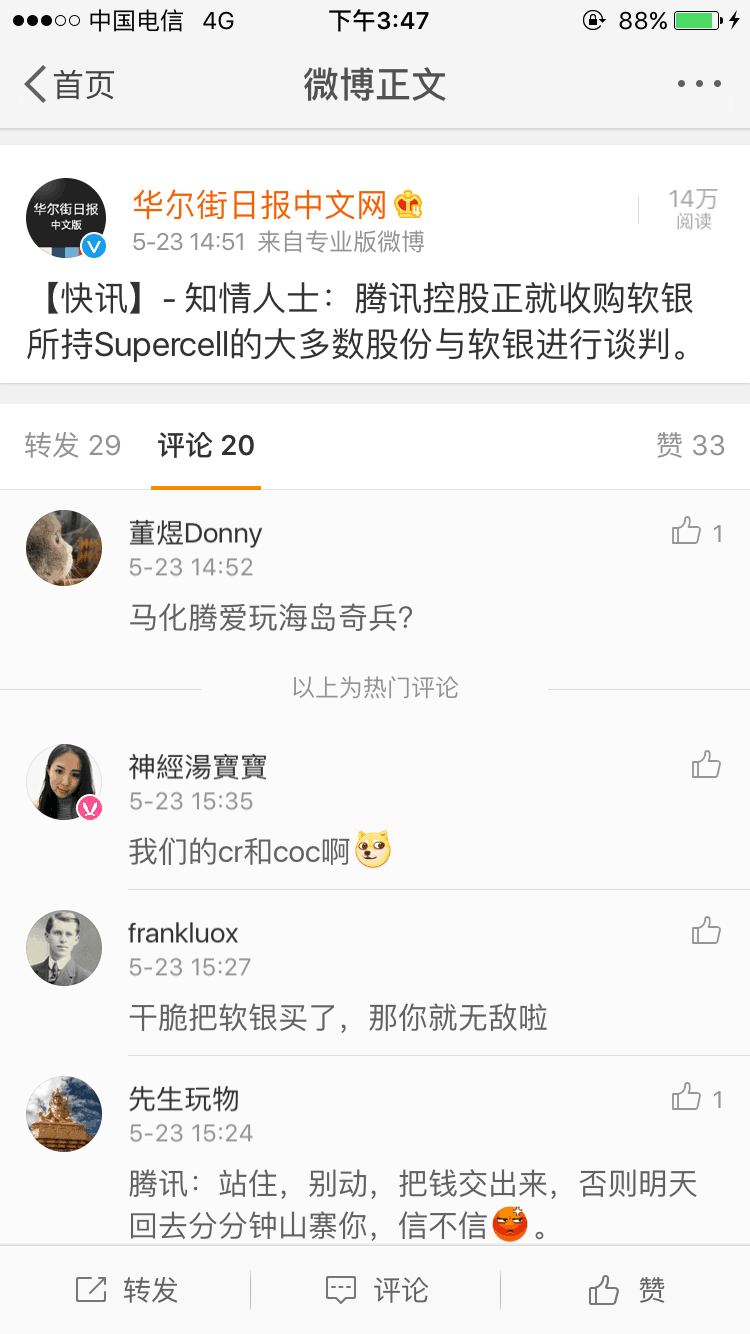 中国电信 4G 下午3:47 88%
首页 微博正文
华尔街日报
中文版
华尔街日报中文网
14万
阅读
5-23 14:51 来自专业版微博
【快讯】- 知情人士：腾讯控股正就收购软银
所持Supercell的大多数股份与软银进行谈判。
转发 29 评论 20 赞 33
董煜Donny 1
5-23 14:52
马化腾爱玩海岛奇兵？
以上为热门评论
神經湯寶寶
5-23 15:35
我们的cr和coc啊
frankluox
5-23 15:27
干脆把软银买了，那你就无敌啦
先生玩物 1
5-23 15:24
腾讯：站住，别动，把钱交出来，否则明天
回去分分钟山寨你，信不信。
转发 评论 赞